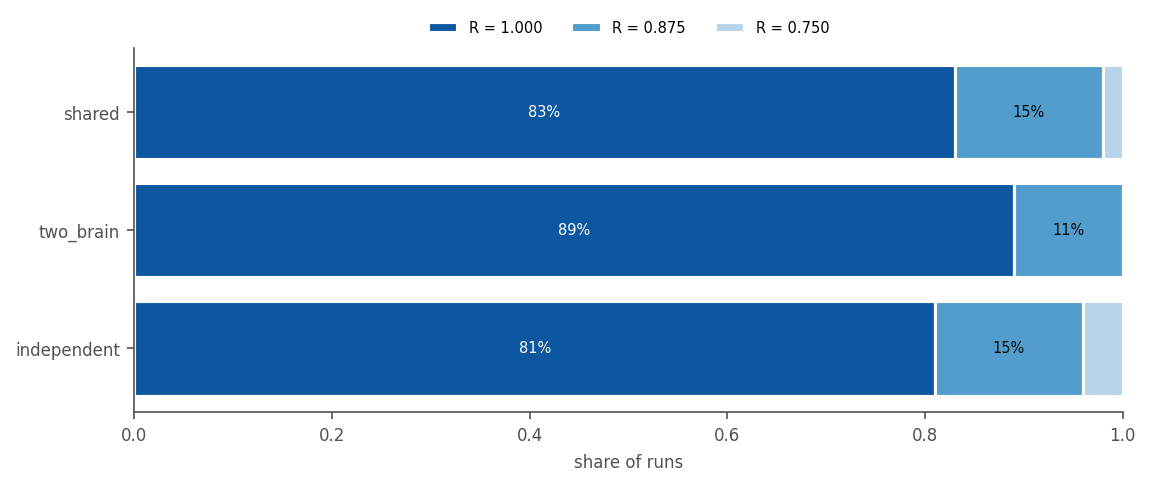 R = 1.000 R = 0.875 R = 0.750
shared 83% 15%
two_brain 89% 11%
independent 81% 15%
0.0 0.2 0.4 0.6 0.8 1.0
share of runs